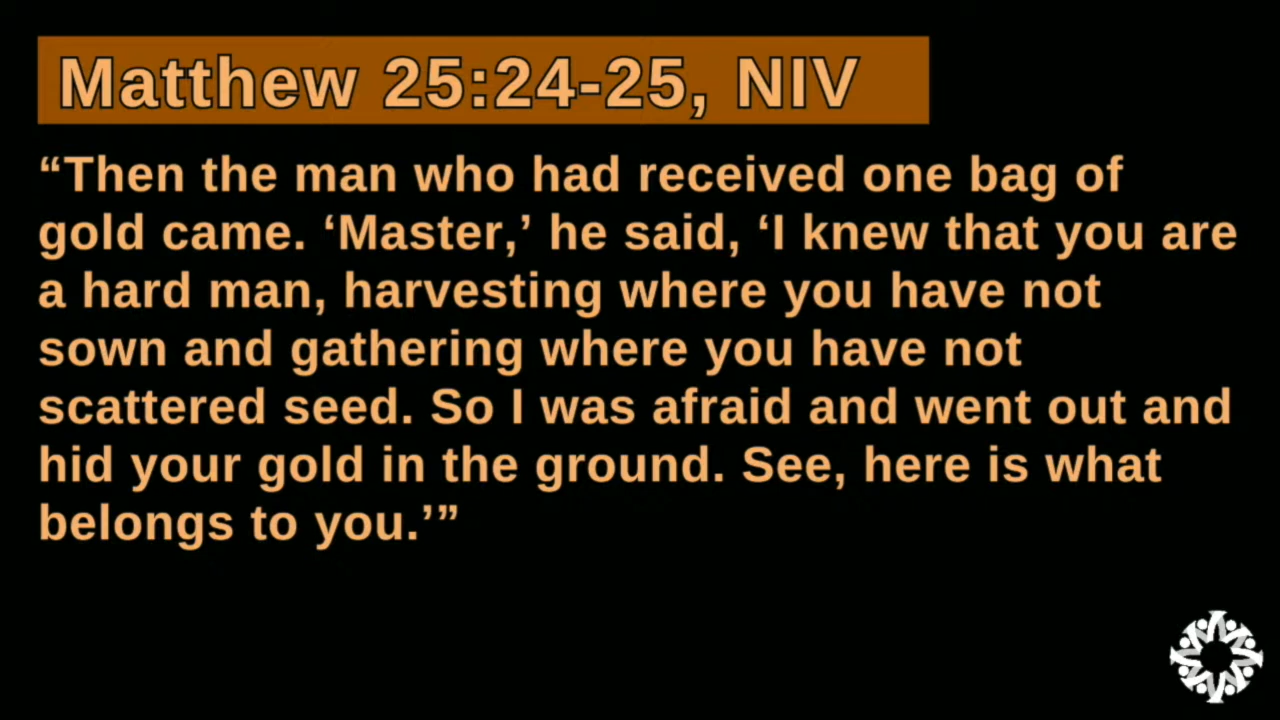 Matthew 25:24-25, NIV
“Then the man who had received one bag of
gold came. ‘Master,’ he said, ‘I knew that you are
a hard man, harvesting where you have not
sown and gathering where you have not
scattered seed. So I was afraid and went out and
hid your gold in the ground. See, here is what
belongs to you.’”